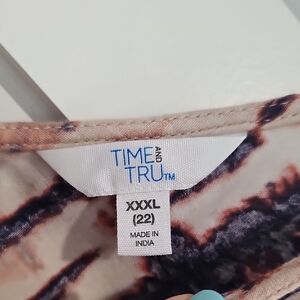 TIME AND
TRU™
XXXL
(22)
MADE IN
INDIA